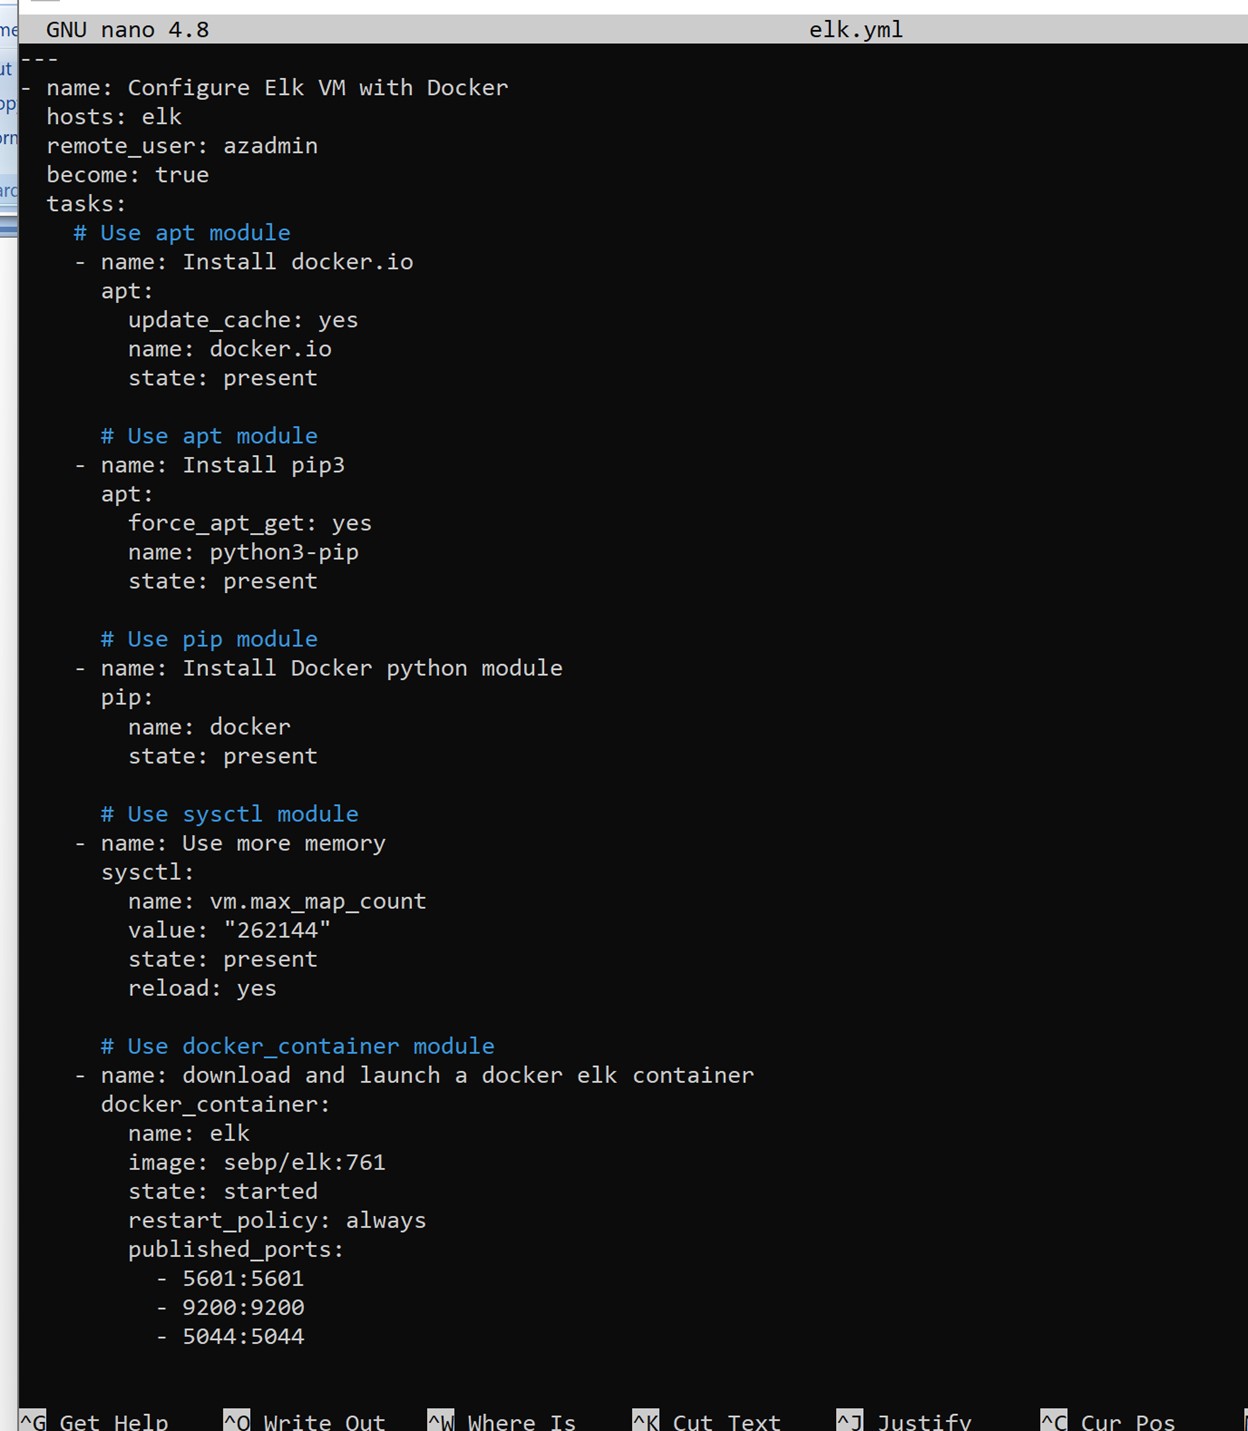 GNU nano 4.8 elk.yml
---
- name: Configure Elk VM with Docker
  hosts: elk
  remote_user: azadmin
  become: true
  tasks:
    # Use apt module
    - name: Install docker.io
      apt:
        update_cache: yes
        name: docker.io
        state: present

      # Use apt module
    - name: Install pip3
      apt:
        force_apt_get: yes
        name: python3-pip
        state: present

      # Use pip module
    - name: Install Docker python module
      pip:
        name: docker
        state: present

      # Use sysctl module
    - name: Use more memory
      sysctl:
        name: vm.max_map_count
        value: "262144"
        state: present
        reload: yes

      # Use docker_container module
    - name: download and launch a docker elk container
      docker_container:
        name: elk
        image: sebp/elk:761
        state: started
        restart_policy: always
        published_ports:
          - 5601:5601
          - 9200:9200
          - 5044:5044

^G Get Help ^O Write Out ^W Where Is ^K Cut Text ^J Justify ^C Cur Pos